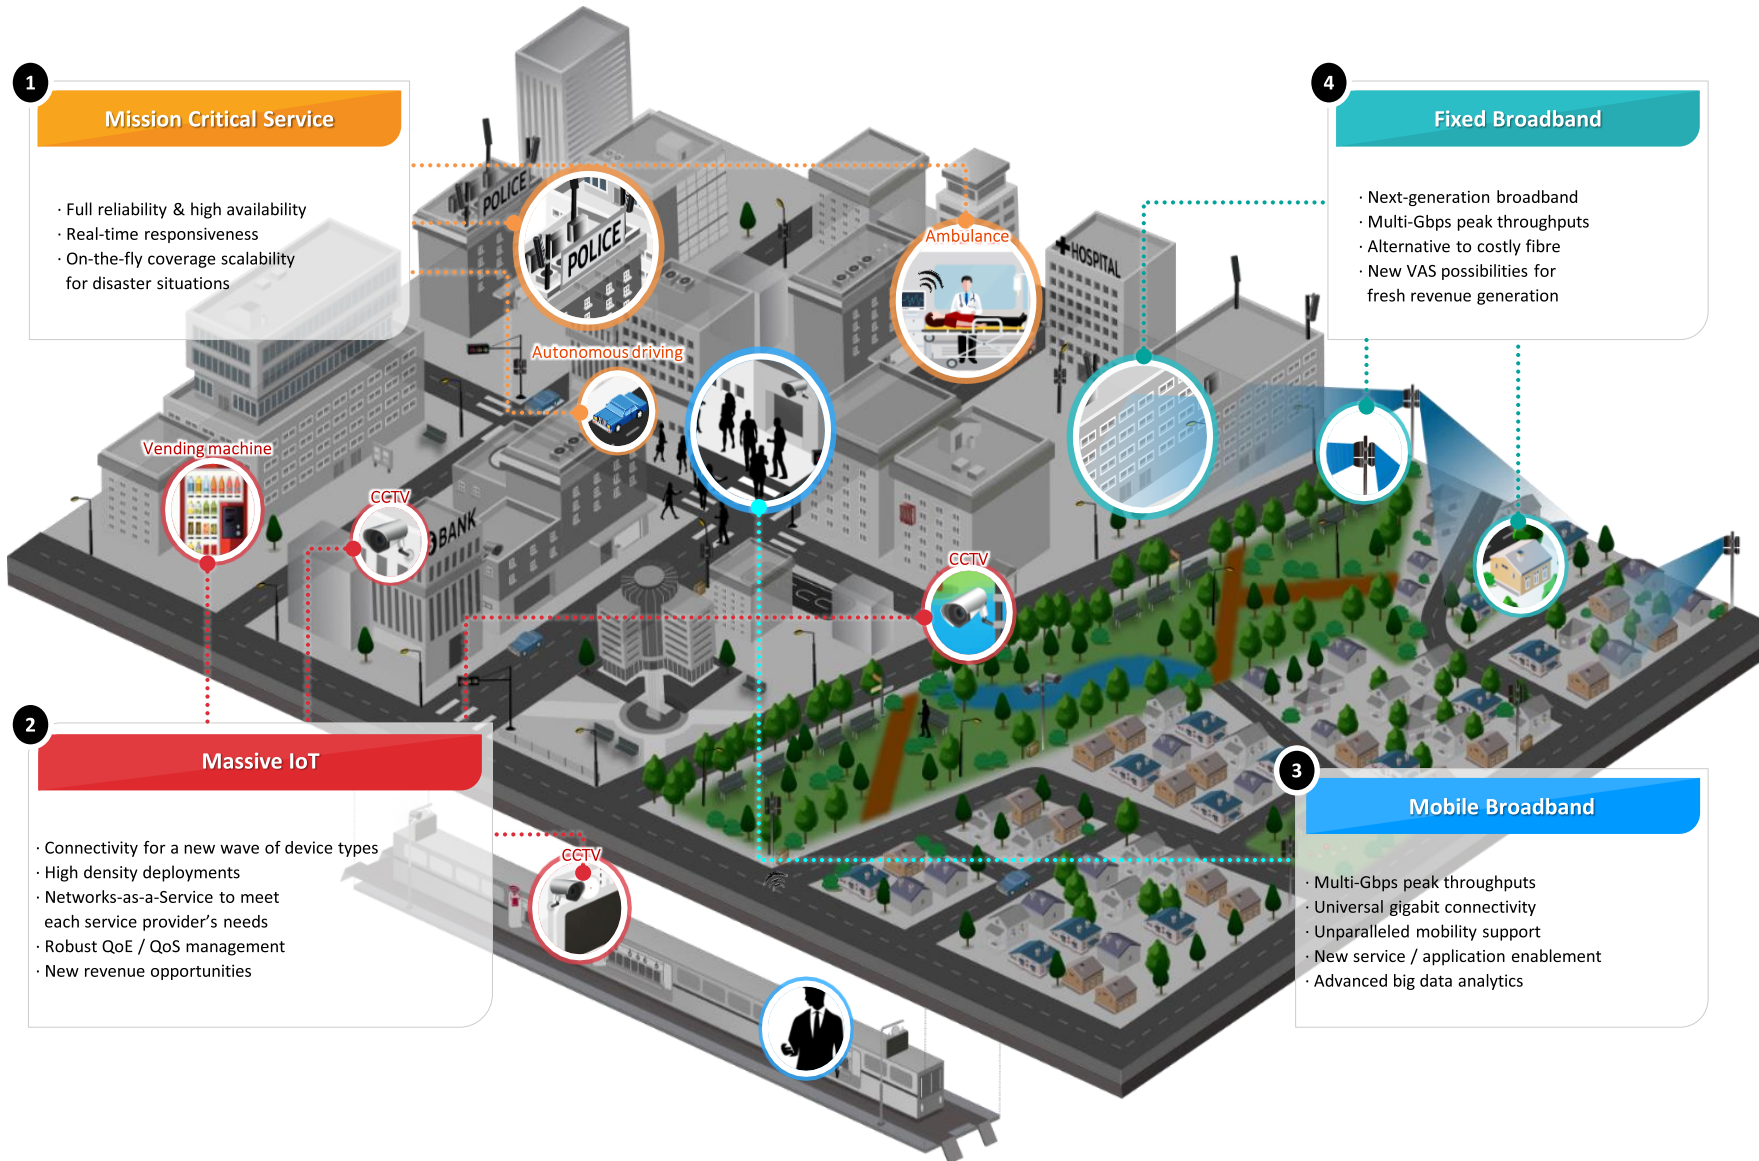 1
Mission Critical Service
· Full reliability & high availability
· Real-time responsiveness
· On-the-fly coverage scalability
for disaster situations
4
Fixed Broadband
· Next-generation broadband
· Multi-Gbps peak throughputs
· Alternative to costly fibre
· New VAS possibilities for
fresh revenue generation
POLICE
POLICE
Ambulance
HOSPITAL
Autonomous driving
Vending machine
CCTV
BANK
CCTV
2
Massive IoT
· Connectivity for a new wave of device types
· High density deployments
· Networks-as-a-Service to meet
each service provider's needs
· Robust QoE / QoS management
· New revenue opportunities
CCTV
3
Mobile Broadband
· Multi-Gbps peak throughputs
· Universal gigabit connectivity
· Unparalleled mobility support
· New service / application enablement
· Advanced big data analytics